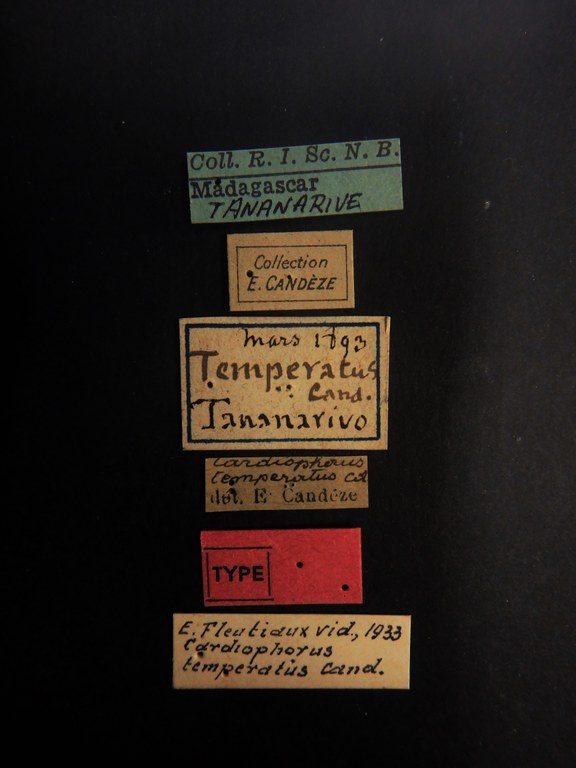 Coll. R. I. Sc. N. B.
Madagascar
TANANARIVE
Collection
E. CANDÈZE
Mars 1893
Temperatus
Cand.
Tananarivo
Cardiophorus
temperatus Cd
det. E. Candèze
TYPE
E. Fleutiaux vid., 1933
Cardiophorus
temperatus Cand.